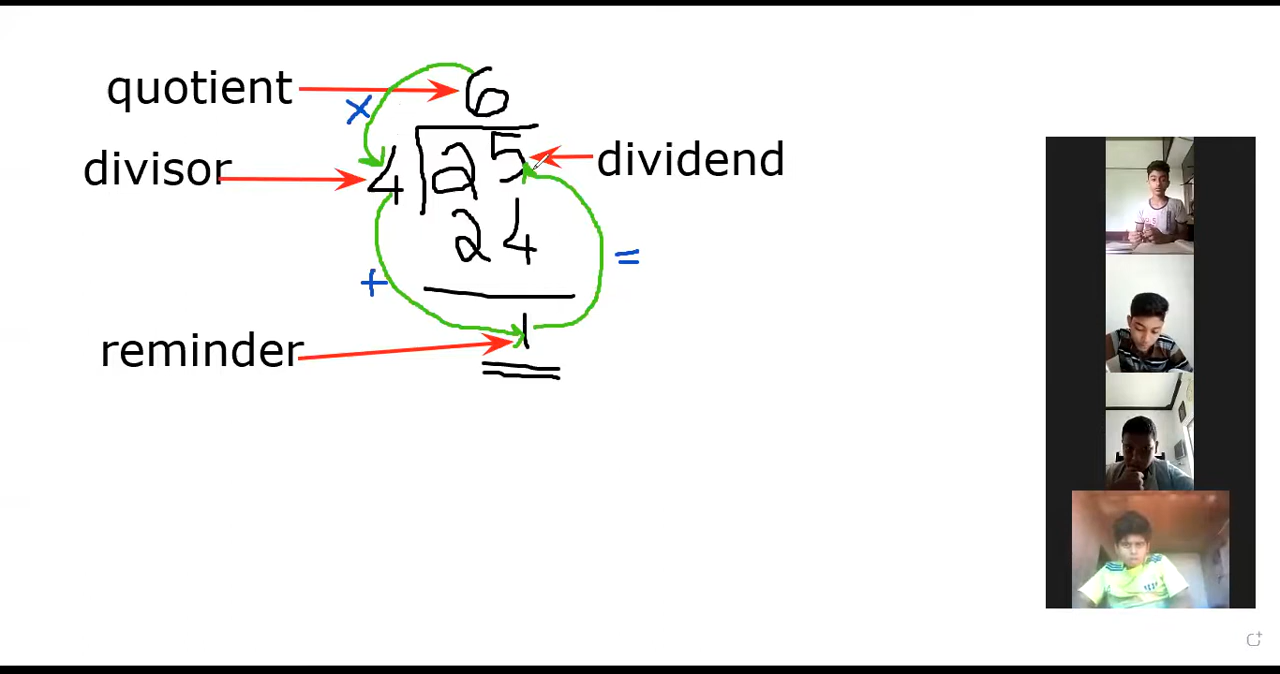 quotient 6
×
divisor 4 25 dividend
24
+ =
reminder 1